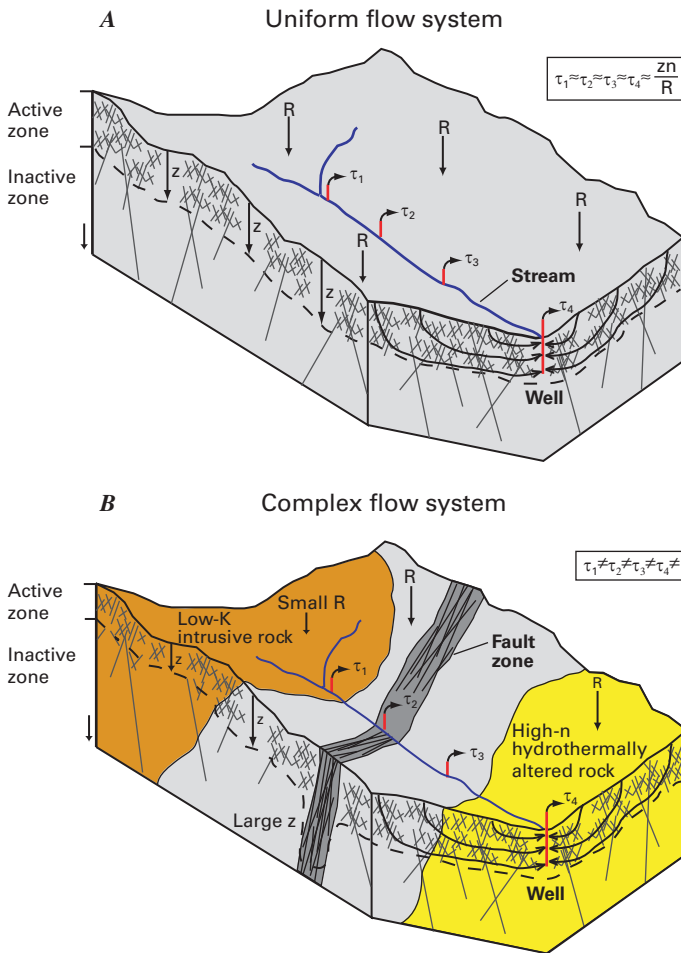 A Uniform flow system
τ1≈τ2≈τ3≈τ4≈ zn
R
Active
zone
Inactive
zone
R
R
R
R
z
z
z
τ1
τ2
τ3
Stream
τ4
Well
B Complex flow system
τ1≠τ2≠τ3≠τ4≠
Active
zone
Inactive
zone
Small R
Low-K
intrusive rock
R
Fault
zone
z
z
τ1
τ2
τ3
R
High-n
hydrothermally
altered rock
Large z
τ4
Well